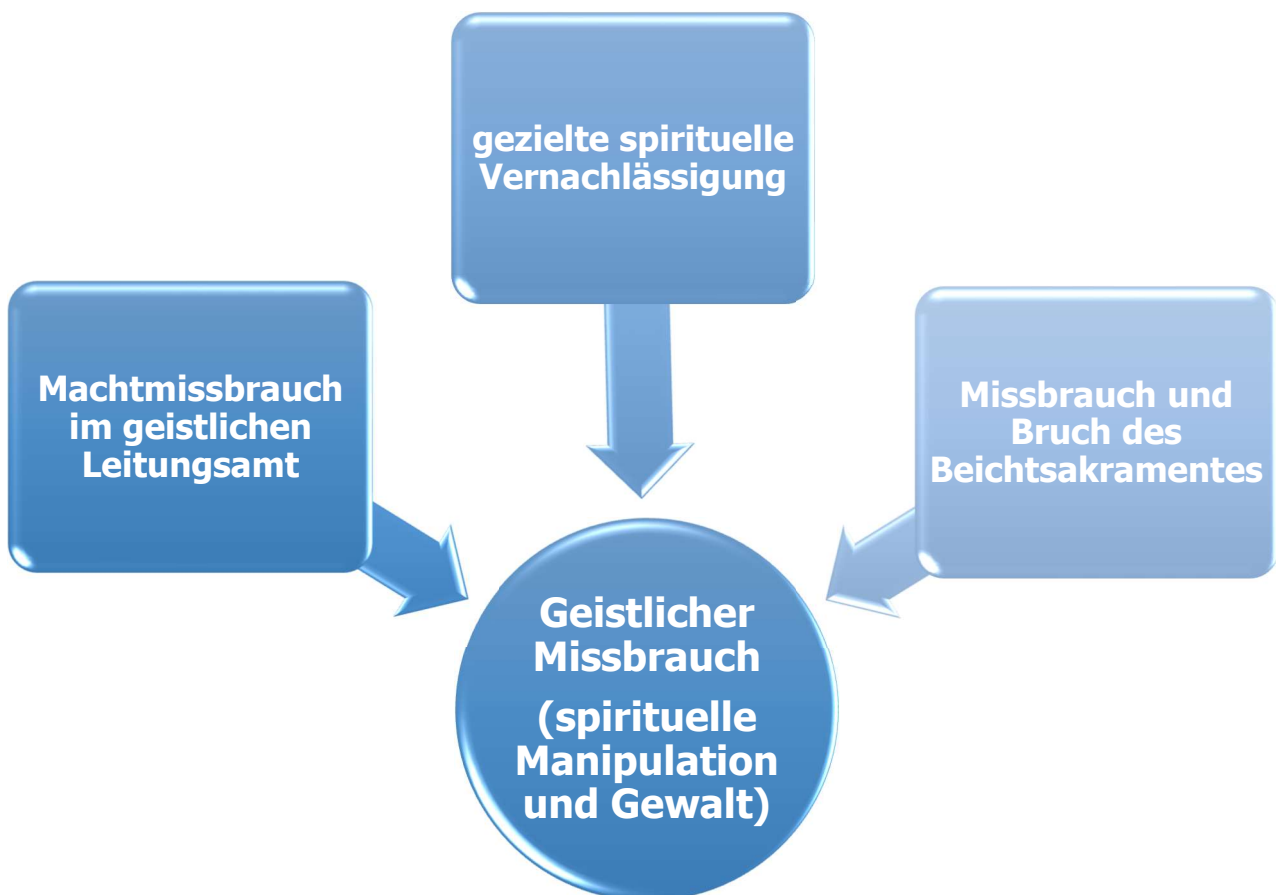 gezielte spirituelle
Vernachlässigung
Machtmissbrauch
im geistlichen
Leitungsamt
Missbrauch und
Bruch des
Beichtsakramentes
Geistlicher
Missbrauch
(spirituelle
Manipulation
und Gewalt)